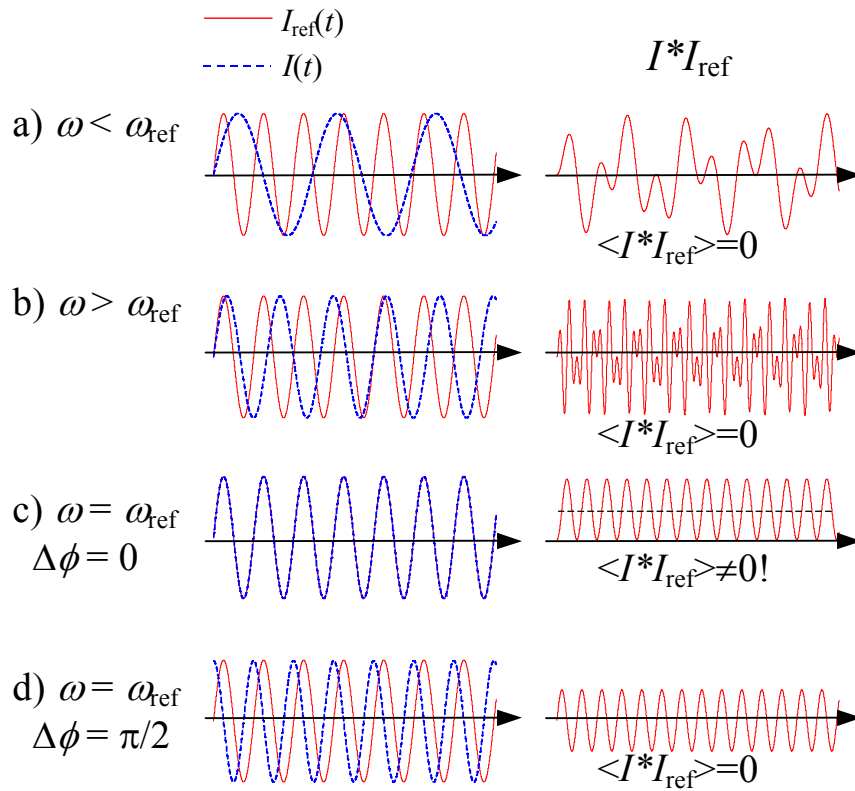 I_ref(t)
I(t)
I*I_ref
a) ω < ω_ref
<I*I_ref>=0
b) ω > ω_ref
<I*I_ref>=0
c) ω = ω_ref
Δϕ = 0
<I*I_ref>≠0!
d) ω = ω_ref
Δϕ = π/2
<I*I_ref>=0